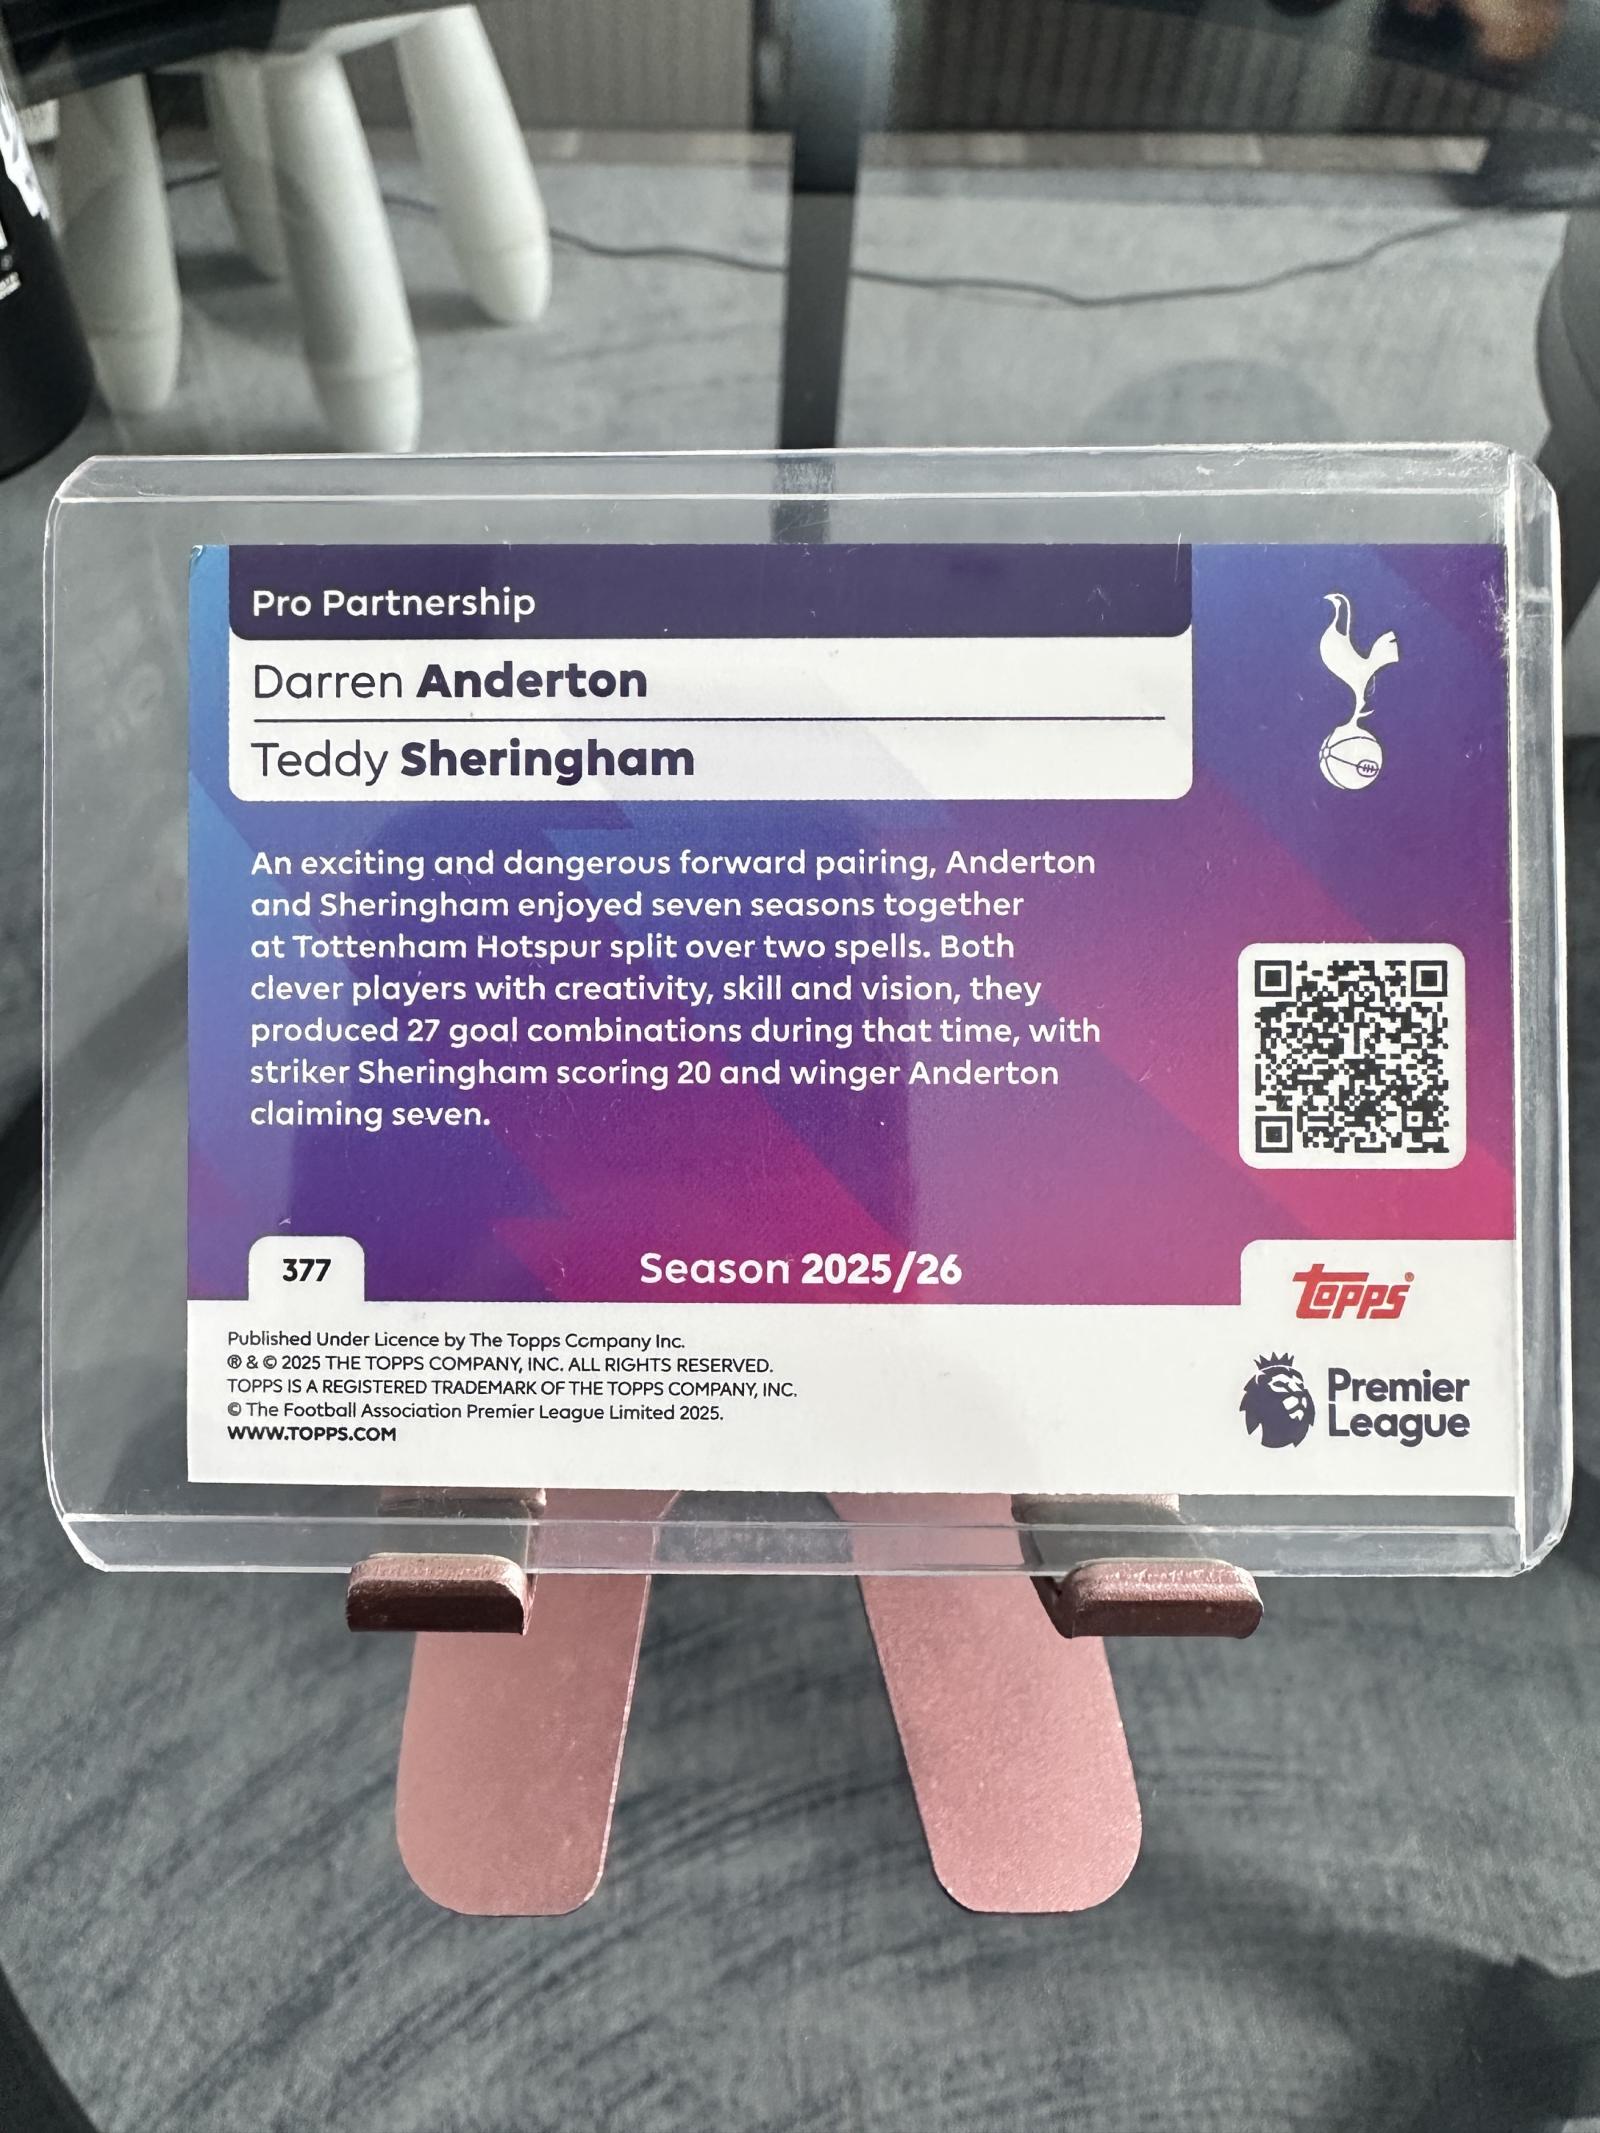 Pro Partnership
Darren Anderton
Teddy Sheringham
An exciting and dangerous forward pairing, Anderton
and Sheringham enjoyed seven seasons together
at Tottenham Hotspur split over two spells. Both
clever players with creativity, skill and vision, they
produced 27 goal combinations during that time, with
striker Sheringham scoring 20 and winger Anderton
claiming seven.
377
Season 2025/26
Topps®
Published Under Licence by The Topps Company Inc.
® & © 2025 THE TOPPS COMPANY, INC. ALL RIGHTS RESERVED.
TOPPS IS A REGISTERED TRADEMARK OF THE TOPPS COMPANY, INC.
© The Football Association Premier League Limited 2025.
WWW.TOPPS.COM
Premier
League